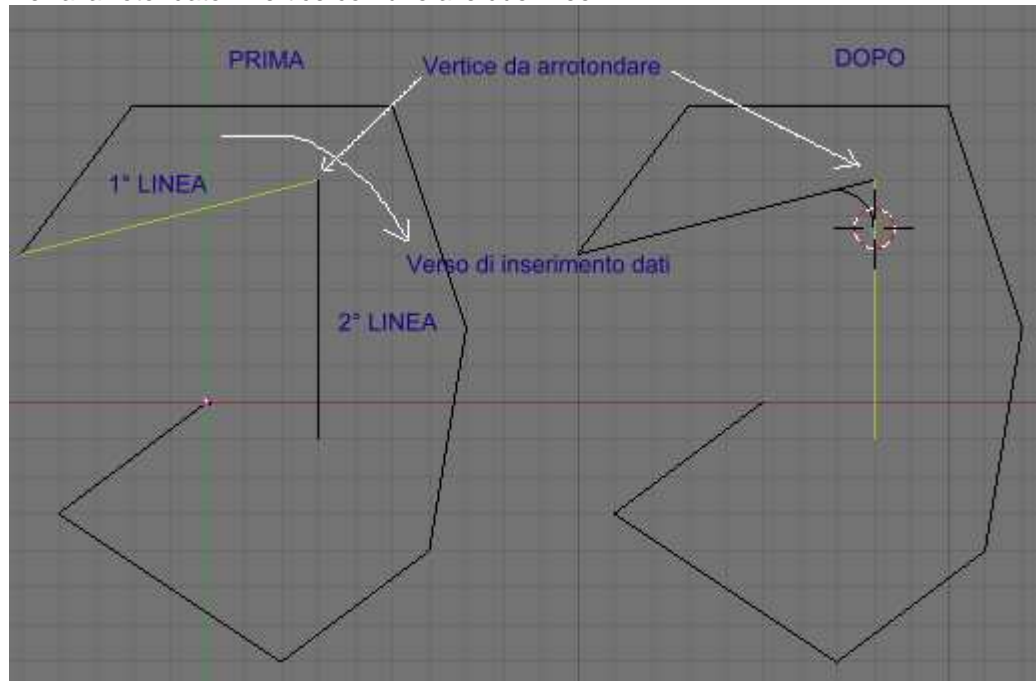 PRIMA
DOPO
Vertice da arrotondare
1° LINEA
Verso di inserimento dati
2° LINEA